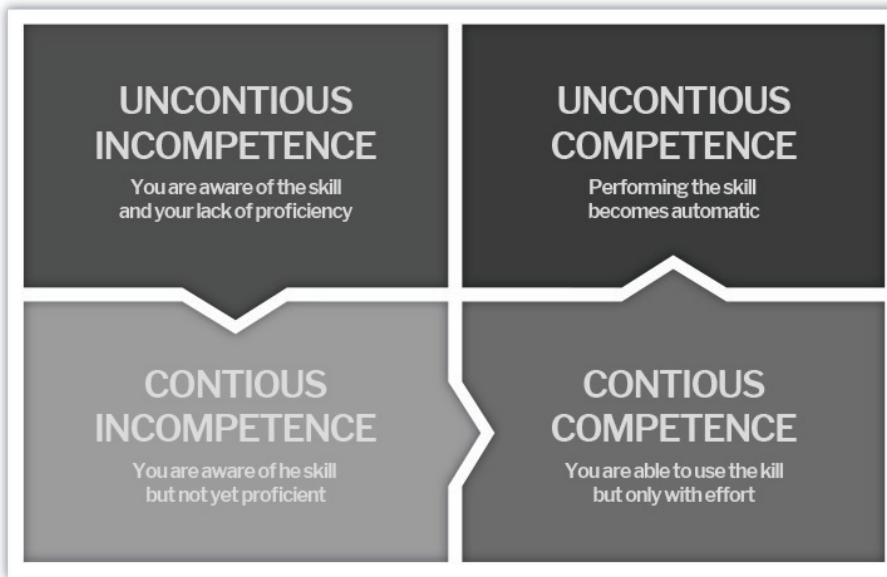 UNCONTIOUS
INCOMPETENCE
You are aware of the skill
and your lack of proficiency
UNCONTIOUS
COMPETENCE
Performing the skill
becomes automatic
CONTIOUS
INCOMPETENCE
You are aware of he skill
but not yet proficient
CONTIOUS
COMPETENCE
You are able to use the kill
but only with effort